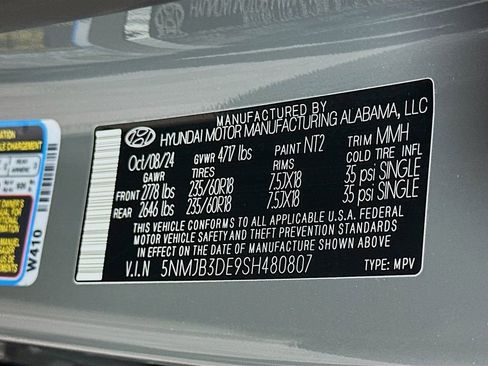 MANUFACTURED BY
HYUNDAI MOTOR MANUFACTURING ALABAMA, LLC
Oct/08/24 GVWR 4717 lbs PAINT NT2 TRIM MMH
GAWR TIRES RIMS COLD TIRE INFL
FRONT 2778 lbs 235/60R18 7.5JX18 35 psi SINGLE
REAR 2646 lbs 235/60R18 7.5JX18 35 psi SINGLE
THIS VEHICLE CONFORMS TO ALL APPLICABLE U.S.A. FEDERAL
MOTOR VEHICLE SAFETY AND THEFT PREVENTION STANDARDS
IN EFFECT ON THE DATE OF MANUFACTURE SHOWN ABOVE.
V.I.N 5NMJB3DE9SH480807 TYPE: MPV
W410